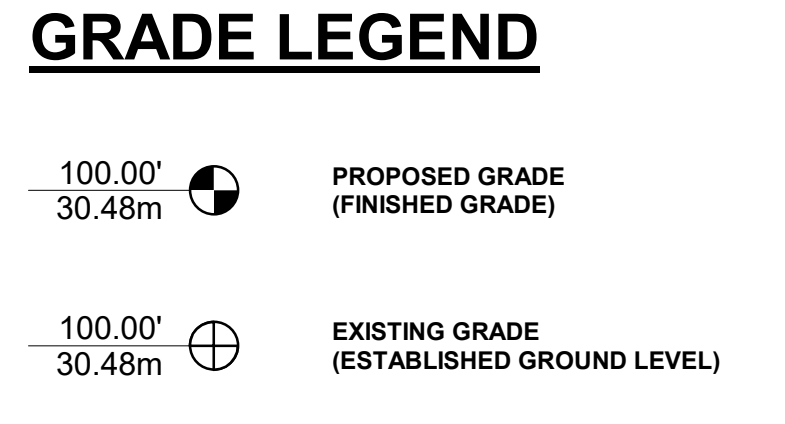 GRADE LEGEND
100.00'
30.48m
PROPOSED GRADE
(FINISHED GRADE)
100.00'
30.48m
EXISTING GRADE
(ESTABLISHED GROUND LEVEL)